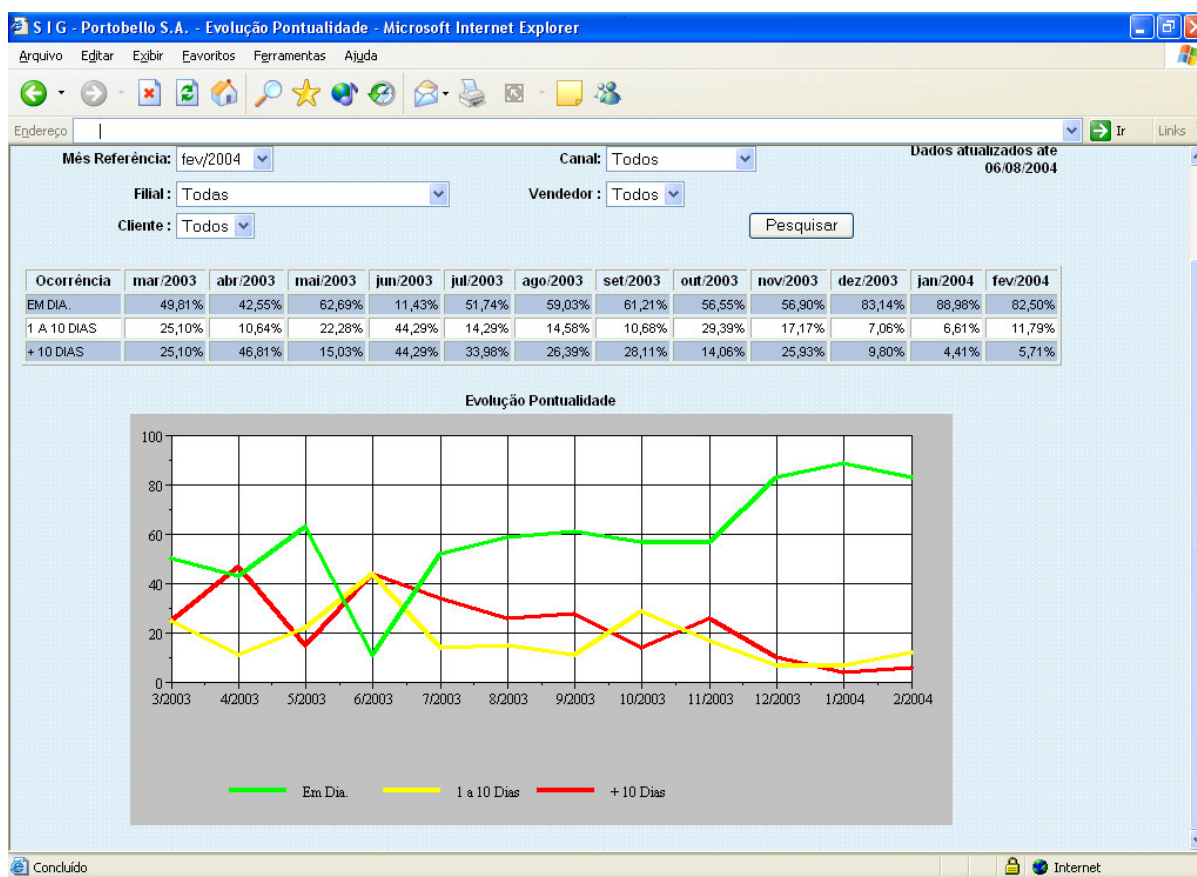 S I G - Portobello S.A. - Evolução Pontualidade - Microsoft Internet Explorer
Arquivo Editar Exibir Favoritos Ferramentas Ajuda
Endereço Ir Links
Mês Referência: fev/2004 Canal: Todos Dados atualizados ate
06/08/2004
Filial : Todas Vendedor : Todos
Cliente : Todos Pesquisar
Ocorrência mar/2003 abr/2003 mai/2003 jun/2003 jul/2003 ago/2003 set/2003 out/2003 nov/2003 dez/2003 jan/2004 fev/2004
EM DIA. 49,81% 42,55% 62,69% 11,43% 51,74% 59,03% 61,21% 56,55% 56,90% 83,14% 88,98% 82,50%
1 A 10 DIAS 25,10% 10,64% 22,28% 44,29% 14,29% 14,58% 10,68% 29,39% 17,17% 7,06% 6,61% 11,79%
+ 10 DIAS 25,10% 46,81% 15,03% 44,29% 33,98% 26,39% 28,11% 14,06% 25,93% 9,80% 4,41% 5,71%
Evolução Pontualidade
100
80
60
40
20
0
3/2003 4/2003 5/2003 6/2003 7/2003 8/2003 9/2003 10/2003 11/2003 12/2003 1/2004 2/2004
Em Dia. 1 a 10 Dias + 10 Dias
Concluído Internet